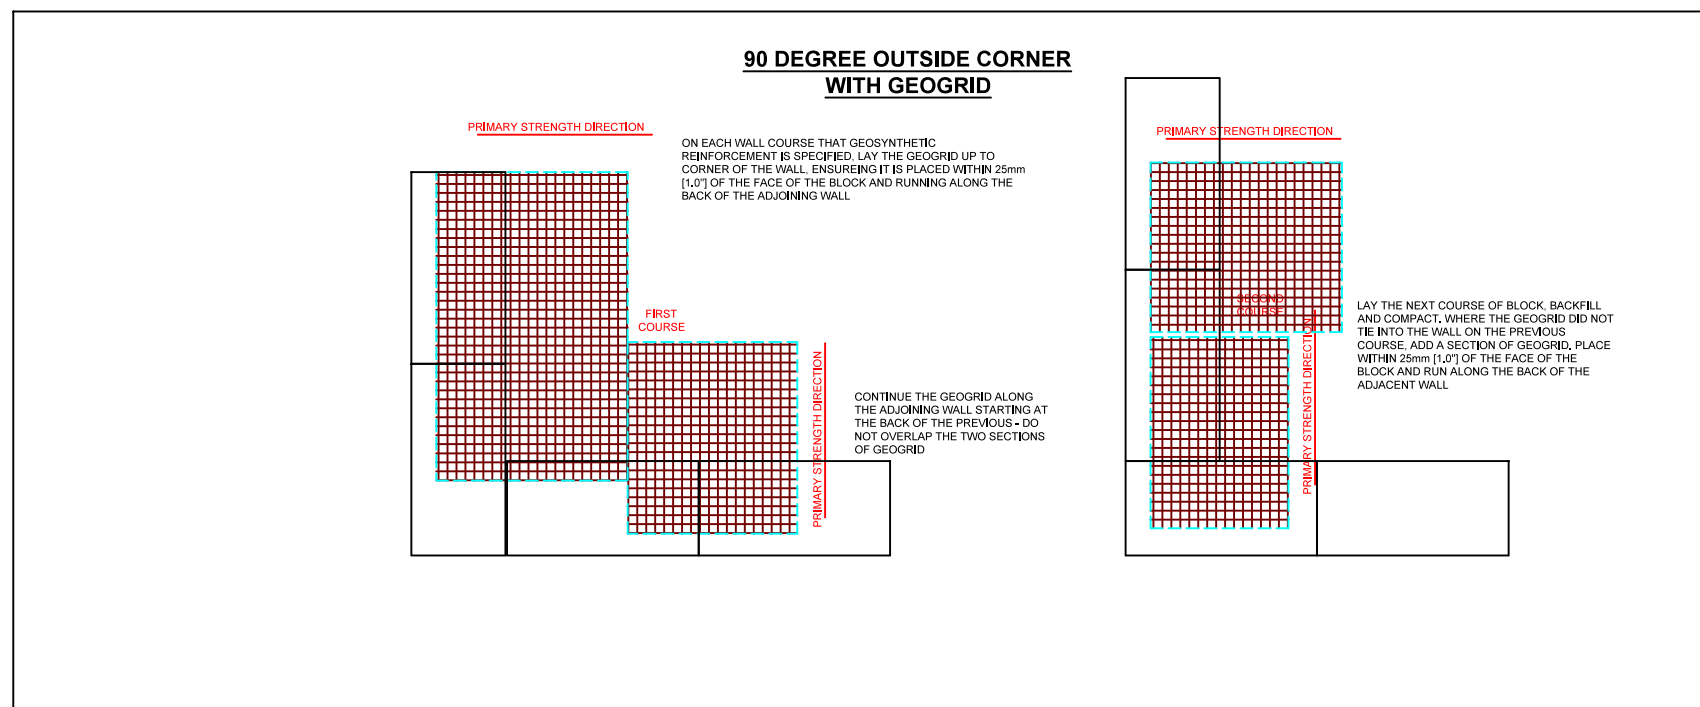 90 DEGREE OUTSIDE CORNER
WITH GEOGRID
PRIMARY STRENGTH DIRECTION
ON EACH WALL COURSE THAT GEOSYNTHETIC
REINFORCEMENT IS SPECIFIED, LAY THE GEOGRID UP TO
CORNER OF THE WALL, ENSUREING IT IS PLACED WITHIN 25mm
[1.0"] OF THE FACE OF THE BLOCK AND RUNNING ALONG THE
BACK OF THE ADJOINING WALL
FIRST
COURSE
PRIMARY STRENGTH DIRECTION
CONTINUE THE GEOGRID ALONG
THE ADJOINING WALL STARTING AT
THE BACK OF THE PREVIOUS - DO
NOT OVERLAP THE TWO SECTIONS
OF GEOGRID
PRIMARY STRENGTH DIRECTION
SECOND
COURSE
PRIMARY STRENGTH DIRECTION
LAY THE NEXT COURSE OF BLOCK, BACKFILL
AND COMPACT. WHERE THE GEOGRID DID NOT
TIE INTO THE WALL ON THE PREVIOUS
COURSE, ADD A SECTION OF GEOGRID. PLACE
WITHIN 25mm [1.0"] OF THE FACE OF THE
BLOCK AND RUN ALONG THE BACK OF THE
ADJACENT WALL